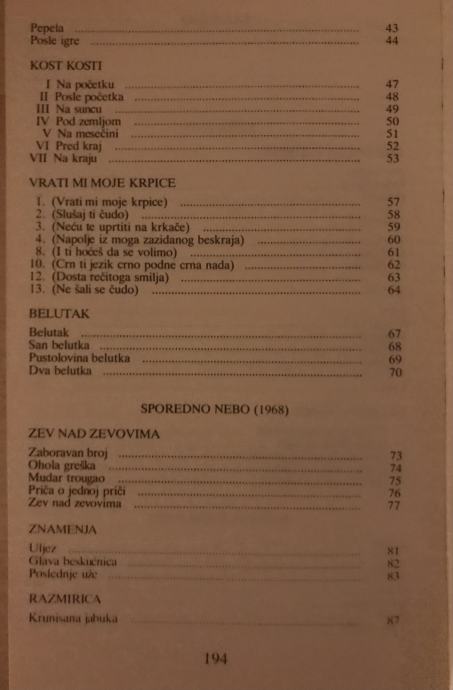 Pepela 43
Posle igre 44
KOST KOSTI
I Na početku 47
II Posle početka 48
III Na suncu 49
IV Pod zemljom 50
V Na mesečini 51
VI Pred kraj 52
VII Na kraju 53
VRATI MI MOJE KRPICE
1. (Vrati mi moje krpice) 57
2. (Slušaj ti čudo) 58
3. (Neću te uprtiti na krkače) 59
4. (Napolje iz moga zazidanog beskraja) 60
8. (I ti hoćeš da se volimo) 61
10. (Crn ti jezik crno podne crna nada) 62
12. (Dosta rečitoga smilja) 63
13. (Ne šali se čudo) 64
BELUTAK
Belutak 67
San belutka 68
Pustolovina belutka 69
Dva belutka 70
SPOREDNO NEBO (1968)
ZEV NAD ZEVOVIMA
Zaboravan broj 73
Ohola greška 74
Mudar trougao 75
Priča o jednoj priči 76
Zev nad zevovima 77
ZNAMENJA
Uljez 81
Glava beskućnica 82
Poslednje uže 83
RAZMIRICA
Krunisana jabuka 87
194